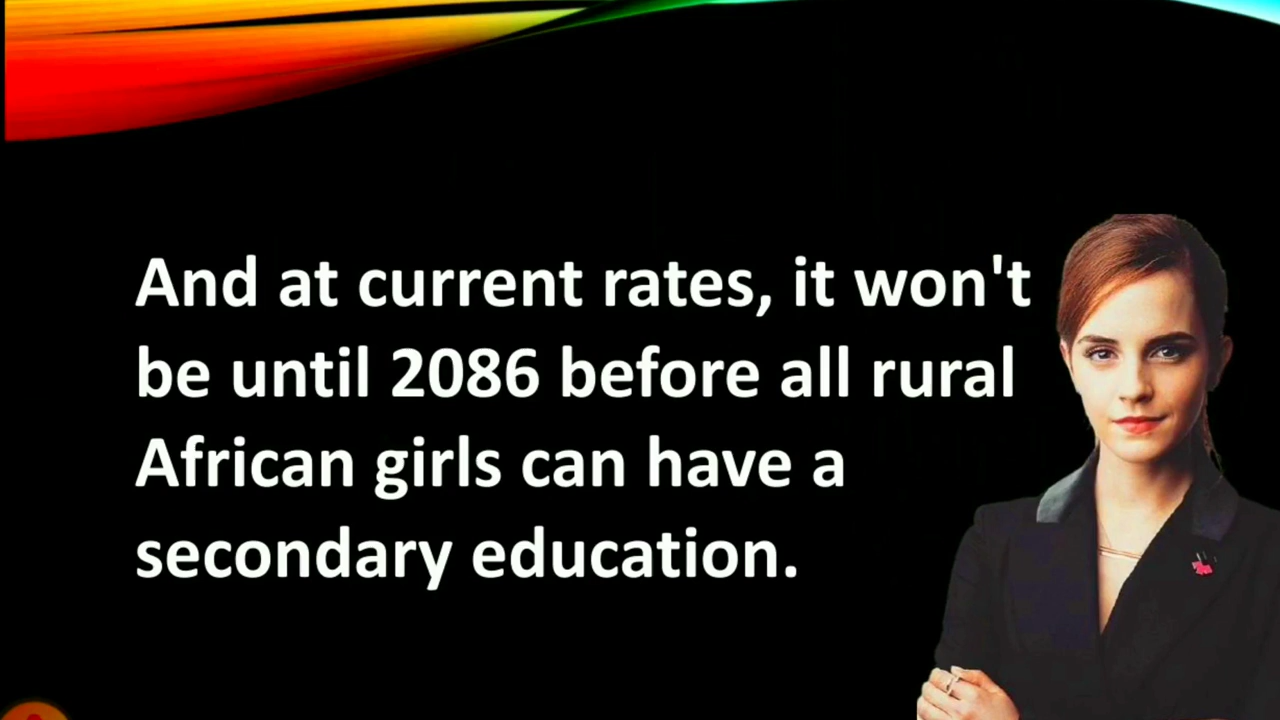 And at current rates, it won't
be until 2086 before all rural
African girls can have a
secondary education.